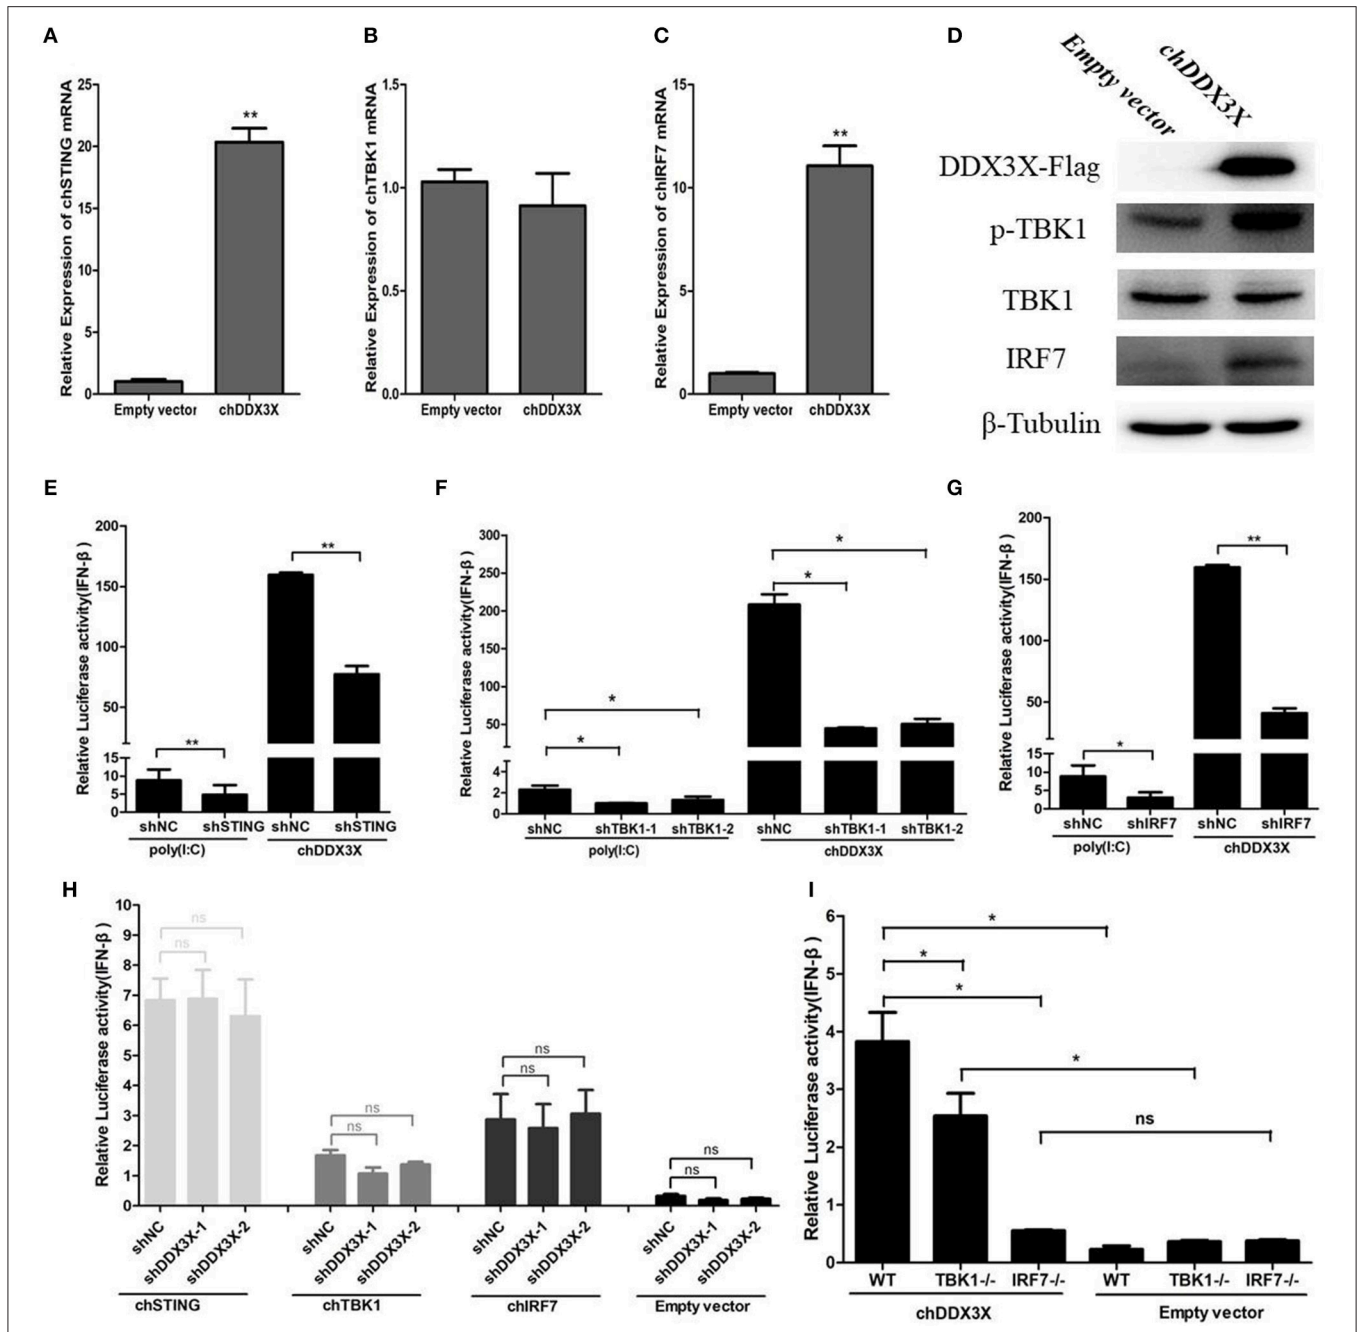 A
Relative Expression of chSTING mRNA
25
20
15
10
5
0
**
Empty vector chDDX3X
B
Relative Expression of chTBK1 mRNA
1.5
1.0
0.5
0.0
Empty vector chDDX3X
C
Relative Expression of chIRF7 mRNA
15
10
5
0
**
Empty vector chDDX3X
D
Empty vector chDDX3X
DDX3X-Flag
p-TBK1
TBK1
IRF7
β-Tubulin
E
Relative Luciferase activity(IFN-β )
200
150
100
50
15
10
5
0
**
**
shNC shSTING shNC shSTING
poly(I:C) chDDX3X
F
Relative Luciferase activity(IFN-β )
300
250
200
150
100
50
4
2
0
*
*
*
*
shNC shTBK1-1 shTBK1-2 shNC shTBK1-1 shTBK1-2
poly(I:C) chDDX3X
G
Relative Luciferase activity(IFN-β )
200
150
100
50
15
10
5
0
*
**
shNC shIRF7 shNC shIRF7
poly(I:C) chDDX3X
H
Relative Luciferase activity(IFN-β )
10
9
8
7
6
5
4
3
2
1
0
ns
ns
ns
ns
ns
ns
ns
ns
shNC shDDX3X-1 shDDX3X-2 shNC shDDX3X-1 shDDX3X-2 shNC shDDX3X-1 shDDX3X-2 shNC shDDX3X-1 shDDX3X-2
chSTING chTBK1 chIRF7 Empty vector
I
Relative Luciferase activity(IFN-β )
6
5
4
3
2
1
0
*
*
*
*
ns
WT TBK1-/- IRF7-/- WT TBK1-/- IRF7-/-
chDDX3X Empty vector